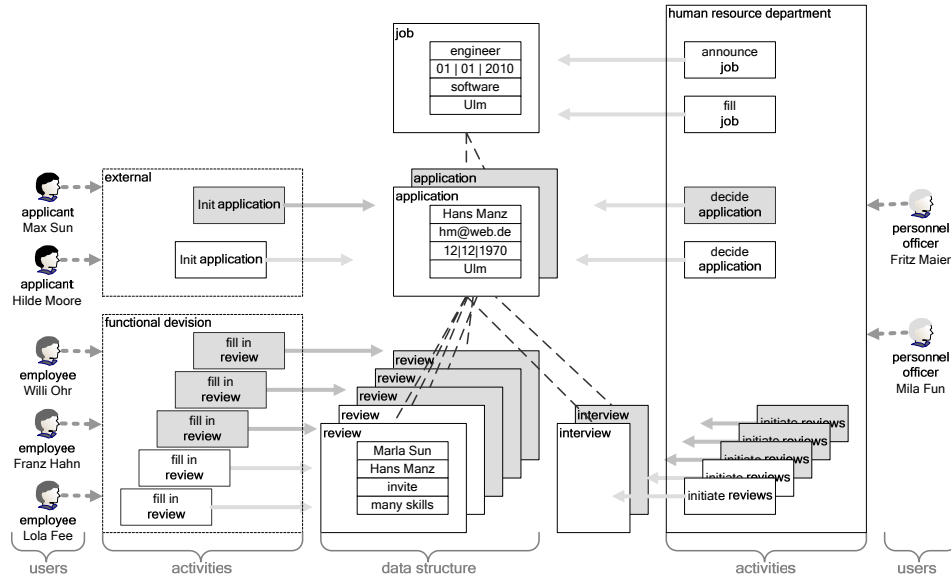 human resource department
job
engineer
01 | 01 | 2010
software
Ulm
announce
job
fill
job
applicant
Max Sun
external
Init application
Init application
applicant
Hilde Moore
application
application
Hans Manz
hm@web.de
12|12|1970
Ulm
decide
application
decide
application
personnel
officer
Fritz Maier
personnel
officer
Mila Fun
functional devision
employee
Willi Ohr
employee
Franz Hahn
employee
Lola Fee
fill in
review
fill in
review
fill in
review
fill in
review
fill in
review
review
review
review
review
review
Marla Sun
Hans Manz
invite
many skills
interview
interview
initiate reviews
initiate reviews
initiate reviews
initiate reviews
initiate reviews
users
activities
data structure
activities
users